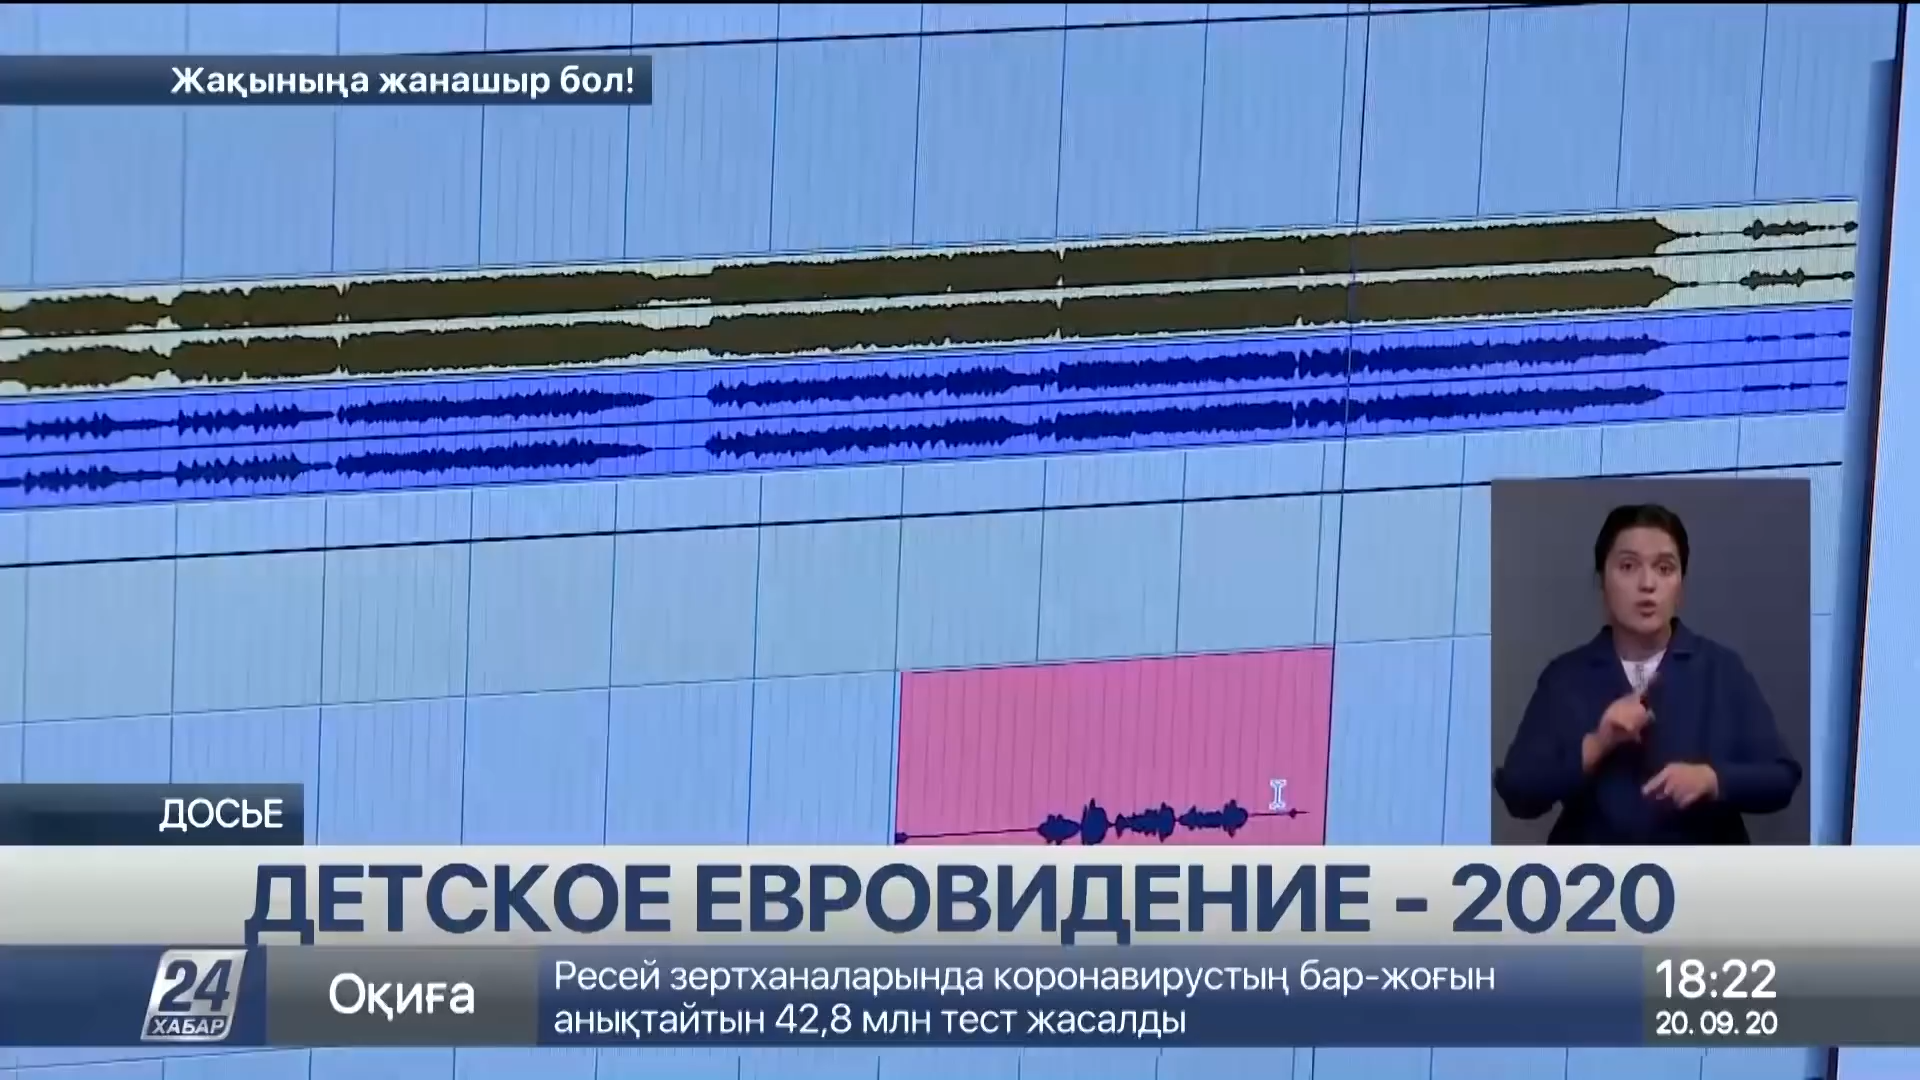 Жақыныңа жанашыр бол!
ДОСЬЕ
ДЕТСКОЕ ЕВРОВИДЕНИЕ - 2020
24
ХАБАР
Оқиға
Ресей зертханаларында коронавирустың бар-жоғын
анықтайтын 42,8 млн тест жасалды
18:22
20. 09. 20